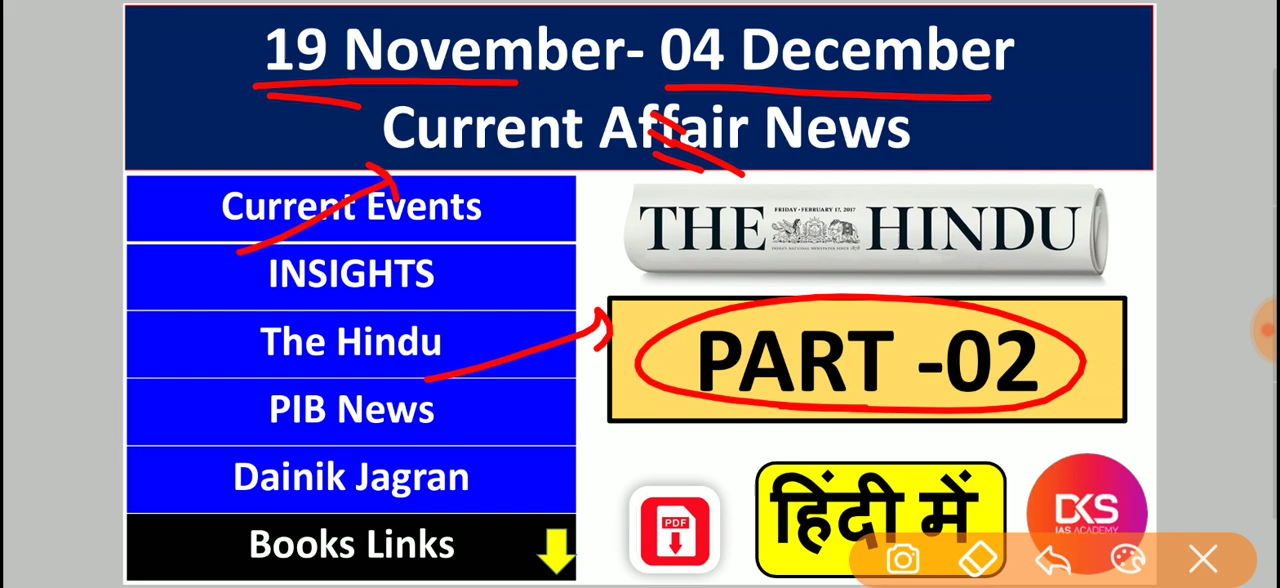 19 November- 04 December
Current Affair News
Current Events
INSIGHTS
The Hindu
PIB News
Dainik Jagran
Books Links
THE HINDU
FRIDAY • FEBRUARY 17, 2017
PART -02
PDF
हिंदी में
DKS
IAS ACADEMY